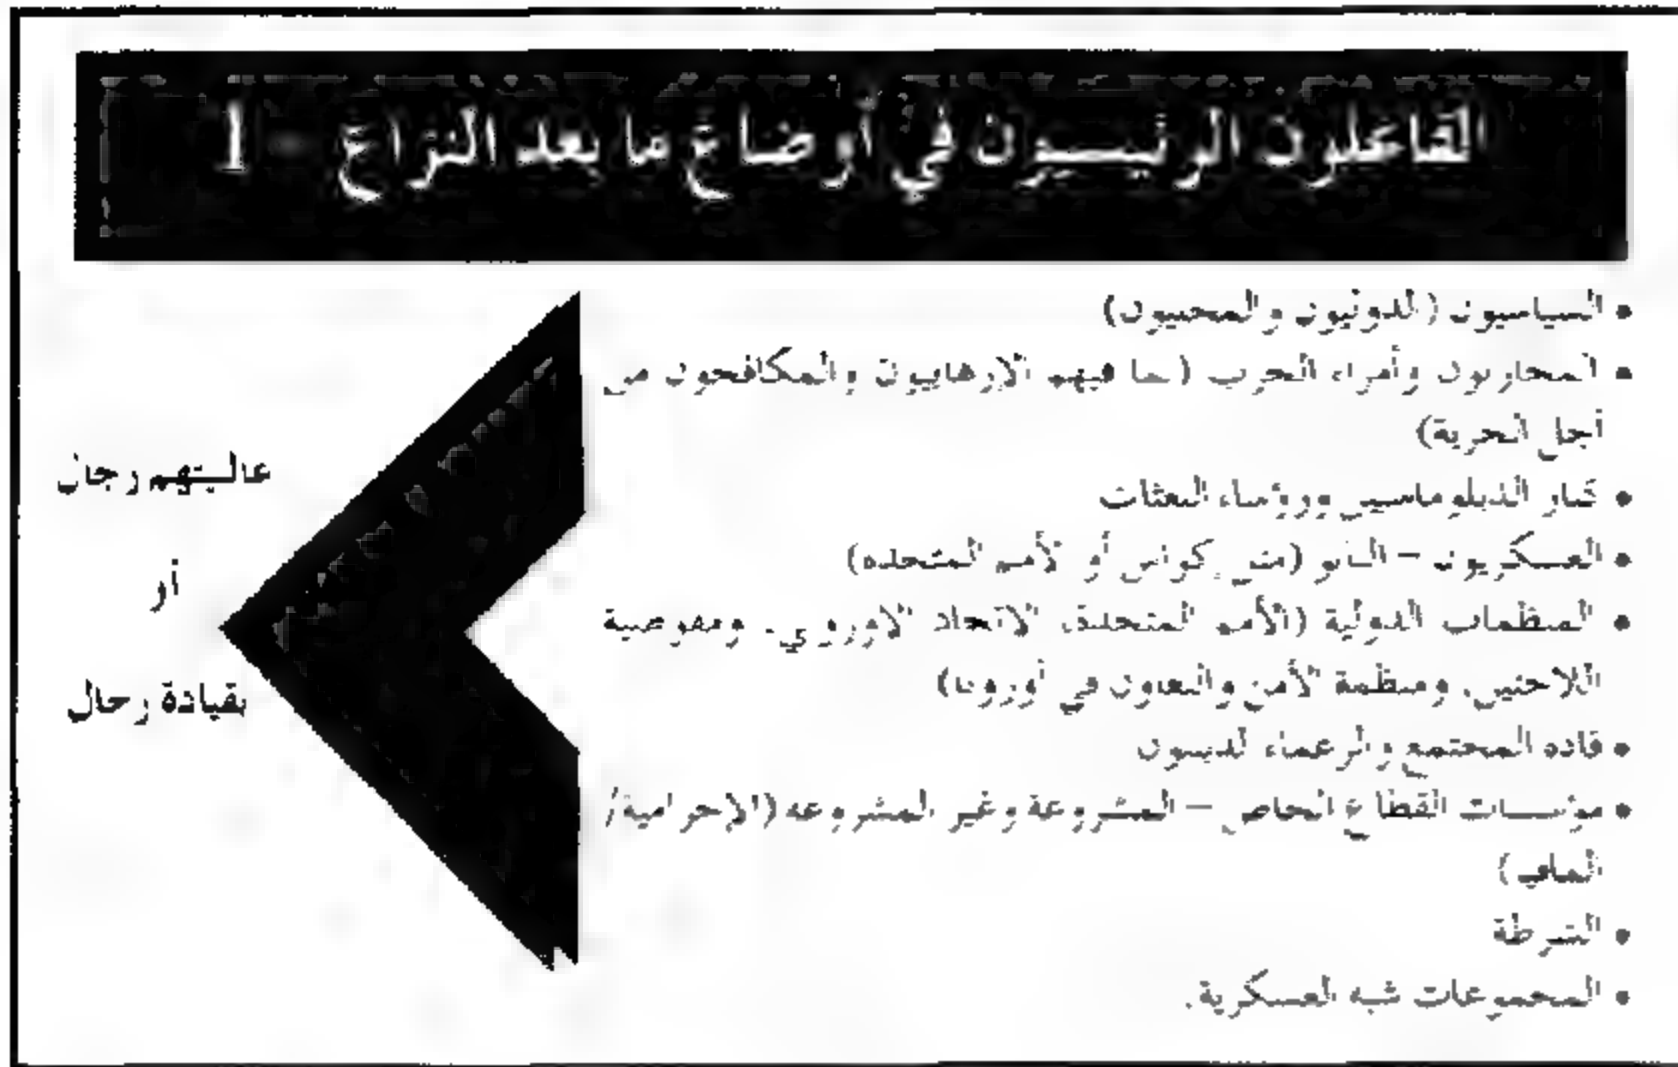 الفاعلون الرئيسيون في أوضاع ما بعد النزاع - 1
• السياسيون (الدوليون والمحليون)
• المحاربون وأمراء الحرب (بما فيهم الإرهابيون والمكافحون من
أجل الحرية)
• كبار الدبلوماسيين ورؤساء البعثات
• العسكريون – الناتو (مثل أو الأمم المتحدة)
• المنظمات الدولية (الأمم المتحدة، الاتحاد الاوروبي، ومفوضية
اللاجئين، ومنظمة الأمن والتعاون في أوروبا)
• قادة المجتمع والزعماء الدينيون
• مؤسسات القطاع الخاص – المشروعة وغير المشروعة (الإجرامية/
المافيا)
• الشرطة
• المجموعات شبه العسكرية.
غالبيتهم رجال
أو
بقيادة رجال